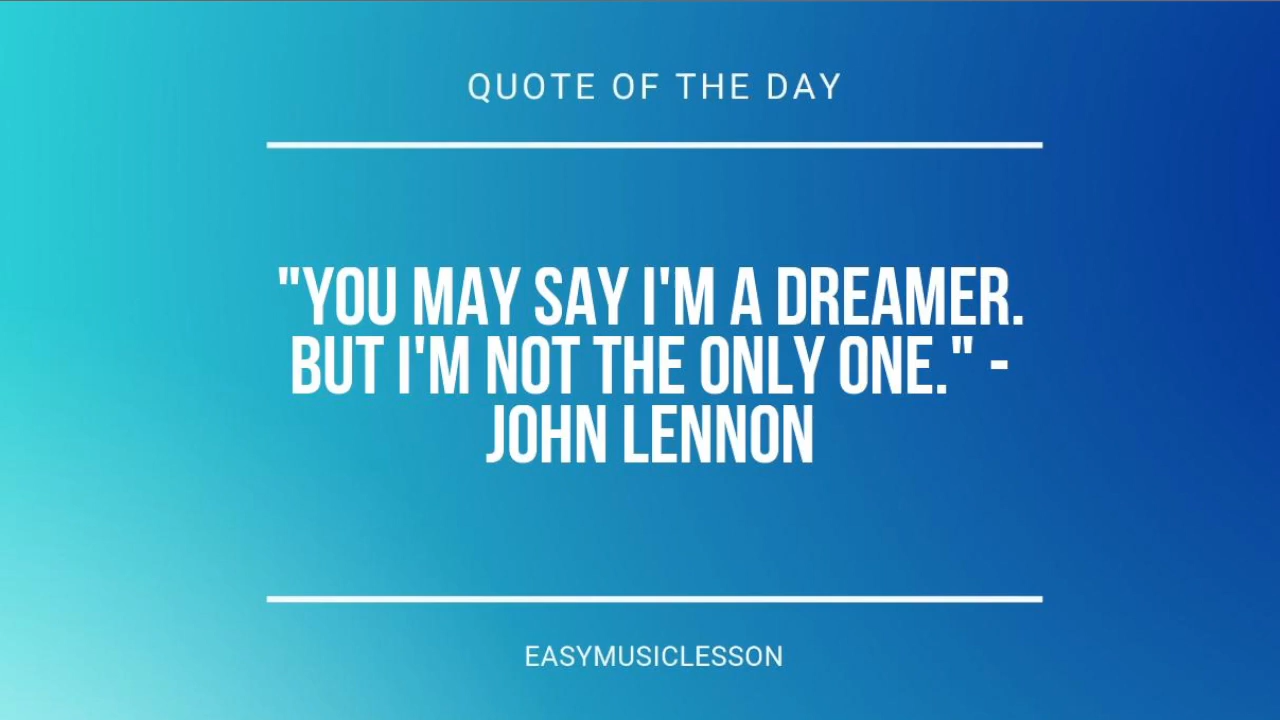 QUOTE OF THE DAY
"YOU MAY SAY I'M A DREAMER.
BUT I'M NOT THE ONLY ONE." -
JOHN LENNON
EASYMUSICLESSON